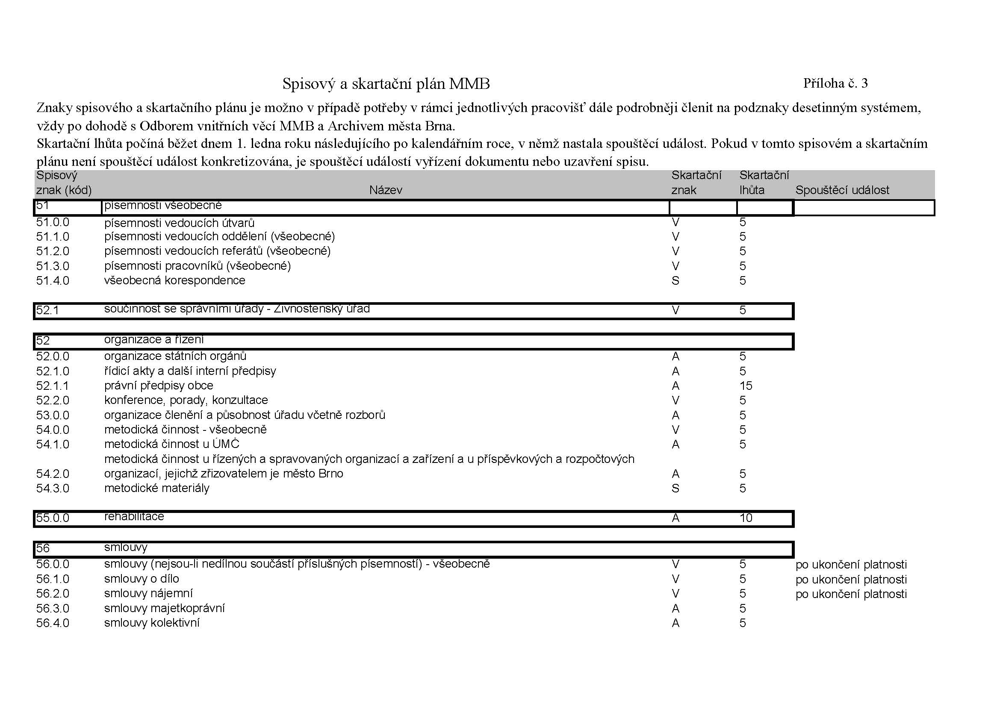 Spisový a skartační plán MMB Příloha č. 3
Znaky spisového a skartačního plánu je možno v případě potřeby v rámci jednotlivých pracovišť dále podrobněji členit na podznaky desetinným systémem,
vždy po dohodě s Odborem vnitřních věcí MMB a Archivem města Brna.
Skartační lhůta počíná běžet dnem 1. ledna roku následujícího po kalendářním roce, v němž nastala spouštěcí událost. Pokud v tomto spisovém a skartačním
plánu není spouštěcí událost konkretizována, je spouštěcí událostí vyřízení dokumentu nebo uzavření spisu.
Spisový Skartační Skartační
znak (kód) Název znak lhůta Spouštěcí událost
51 písemnosti všeobecné
51.0.0 písemnosti vedoucích útvarů V 5
51.1.0 písemnosti vedoucích oddělení (všeobecné) V 5
51.2.0 písemnosti vedoucích referátů (všeobecné) V 5
51.3.0 písemnosti pracovníků (všeobecné) V 5
51.4.0 všeobecná korespondence S 5
52.1 součinnost se správními úřady - Živnostenský úřad V 5
52 organizace a řízení
52.0.0 organizace státních orgánů A 5
52.1.0 řídicí akty a další interní předpisy A 5
52.1.1 právní předpisy obce A 15
52.2.0 konference, porady, konzultace V 5
53.0.0 organizace členění a působnost úřadu včetně rozborů A 5
54.0.0 metodická činnost - všeobecně V 5
54.1.0 metodická činnost u ÚMČ A 5
metodická činnost u řízených a spravovaných organizací a zařízení a u příspěvkových a rozpočtových
54.2.0 organizací, jejichž zřizovatelem je město Brno A 5
54.3.0 metodické materiály S 5
55.0.0 rehabilitace A 10
56 smlouvy
56.0.0 smlouvy (nejsou-li nedílnou součástí příslušných písemností) - všeobecně V 5 po ukončení platnosti
56.1.0 smlouvy o dílo V 5 po ukončení platnosti
56.2.0 smlouvy nájemní V 5 po ukončení platnosti
56.3.0 smlouvy majetkoprávní A 5
56.4.0 smlouvy kolektivní A 5